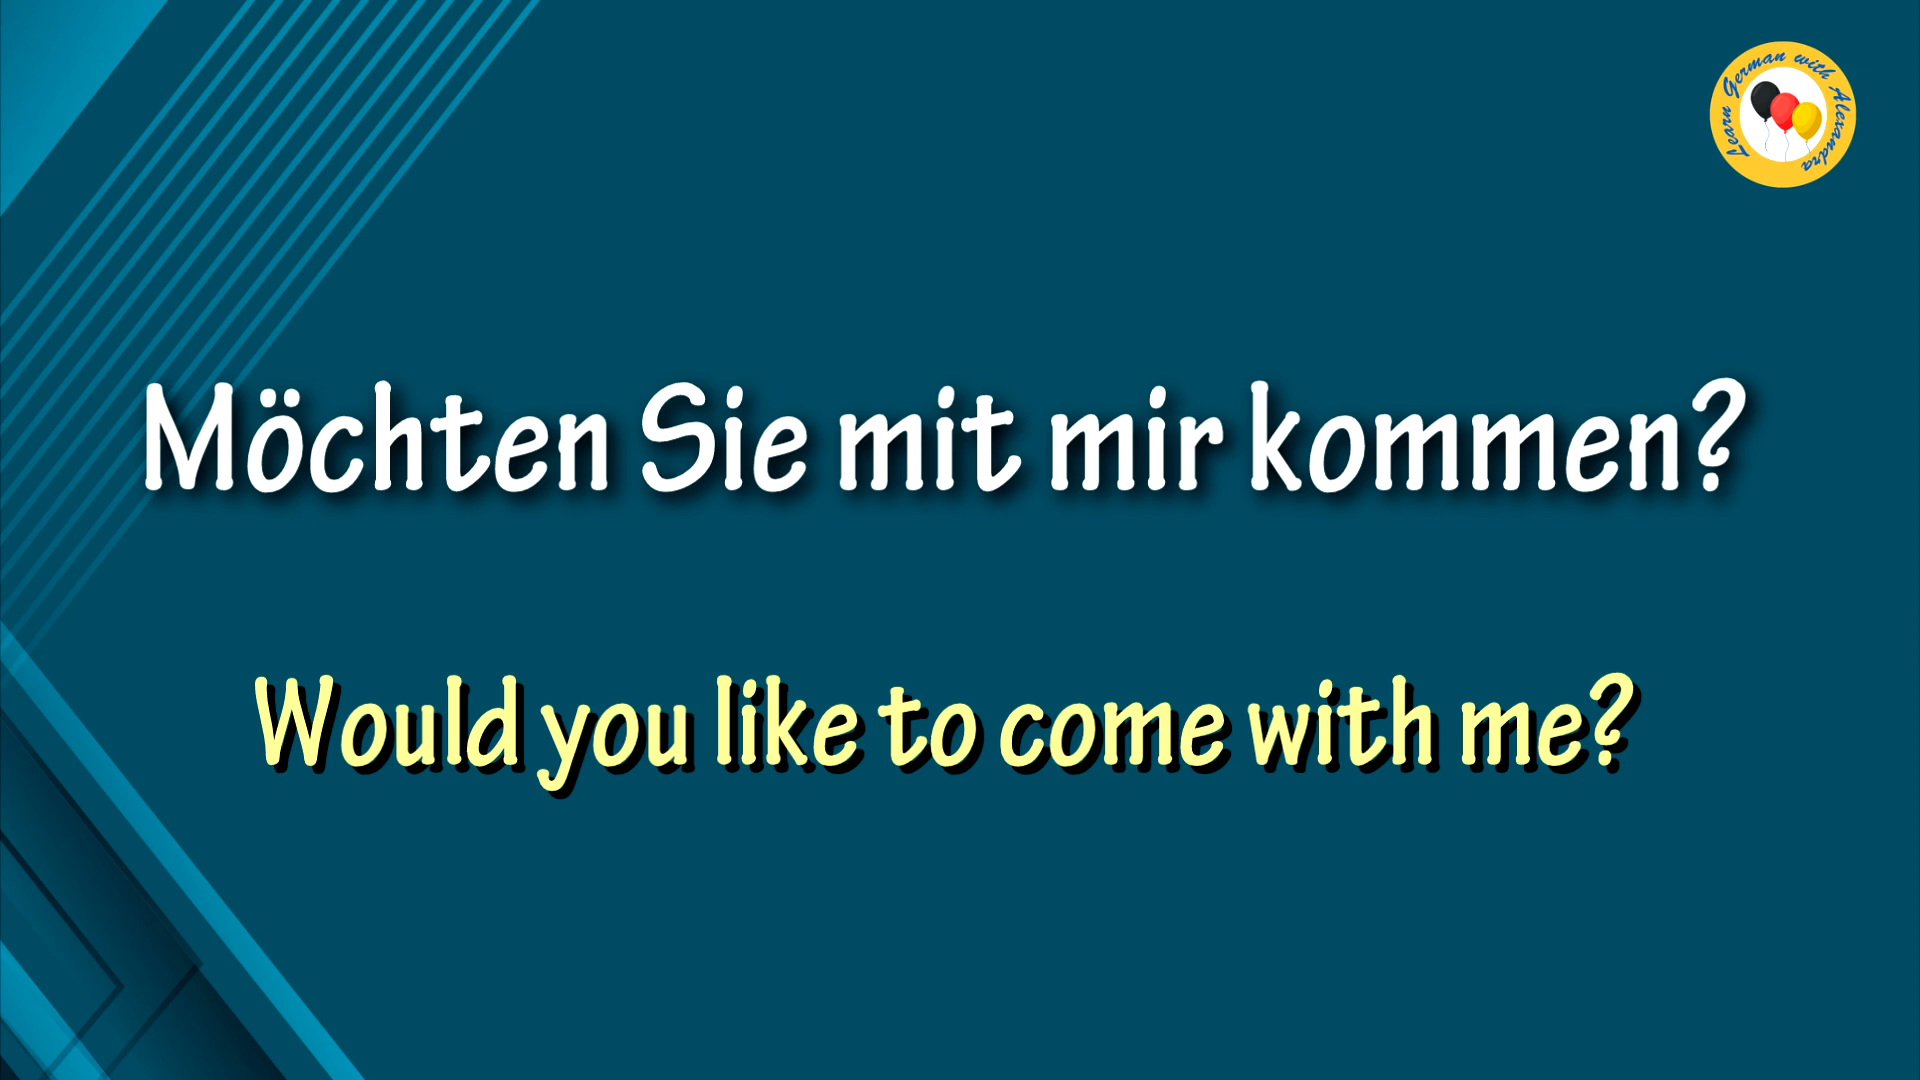 Learn German with Alexandra
Möchten Sie mit mir kommen?
Would you like to come with me?